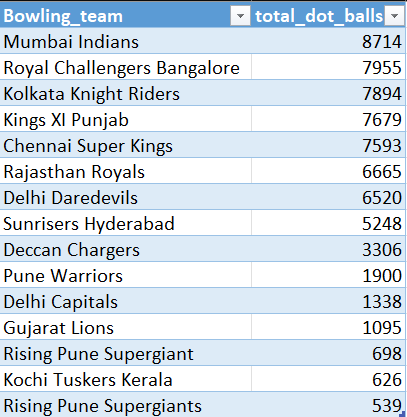 Bowling_team total_dot_balls
Mumbai Indians 8714
Royal Challengers Bangalore 7955
Kolkata Knight Riders 7894
Kings XI Punjab 7679
Chennai Super Kings 7593
Rajasthan Royals 6665
Delhi Daredevils 6520
Sunrisers Hyderabad 5248
Deccan Chargers 3306
Pune Warriors 1900
Delhi Capitals 1338
Gujarat Lions 1095
Rising Pune Supergiant 698
Kochi Tuskers Kerala 626
Rising Pune Supergiants 539